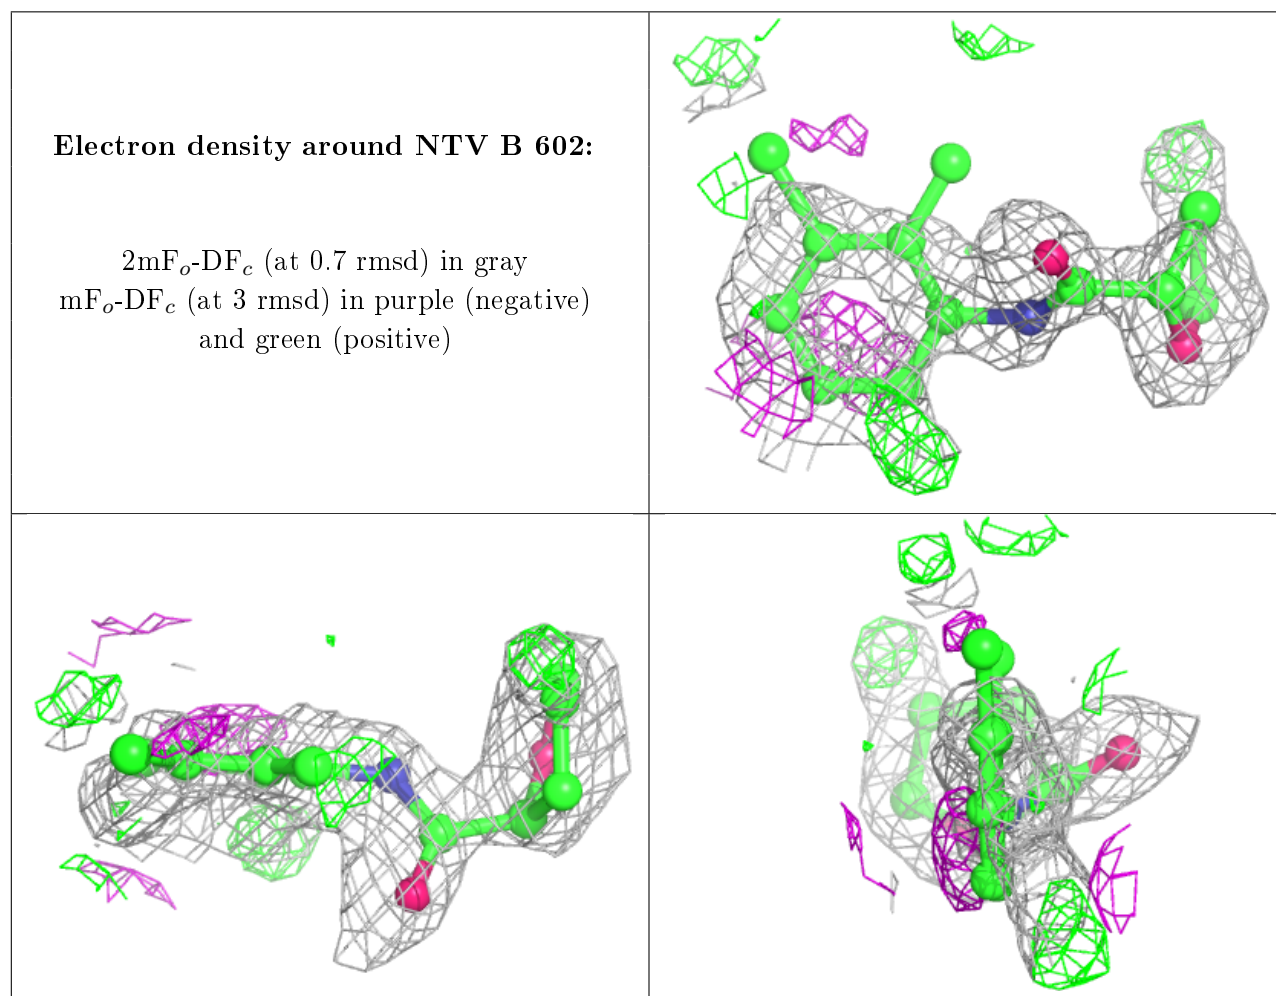 Electron density around NTV B 602:
2mFo-DFc (at 0.7 rmsd) in gray
mFo-DFc (at 3 rmsd) in purple (negative)
and green (positive)